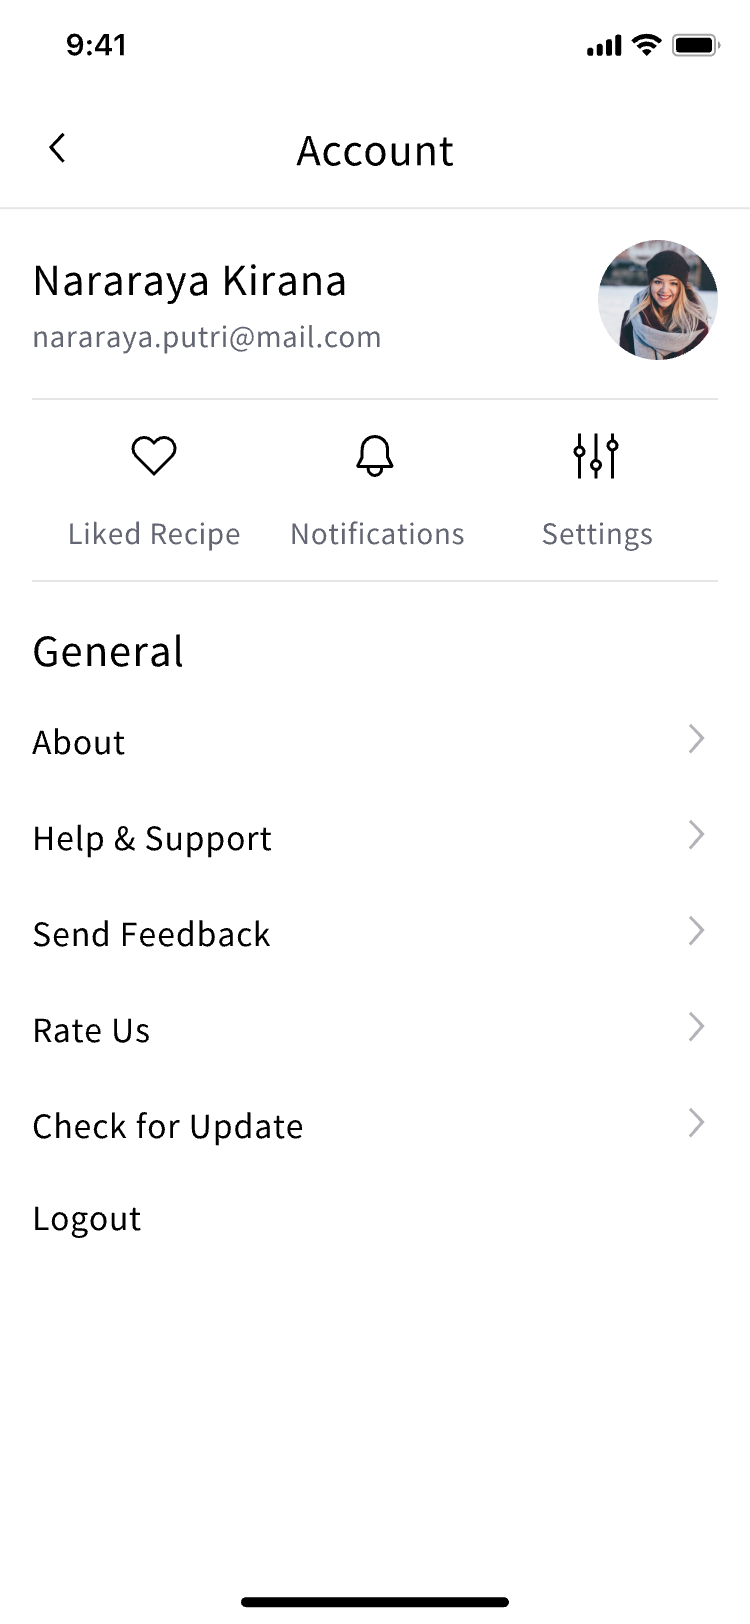 9:41
Account
Nararaya Kirana
nararaya.putri@mail.com
Liked Recipe
Notifications
Settings
General
About
Help & Support
Send Feedback
Rate Us
Check for Update
Logout